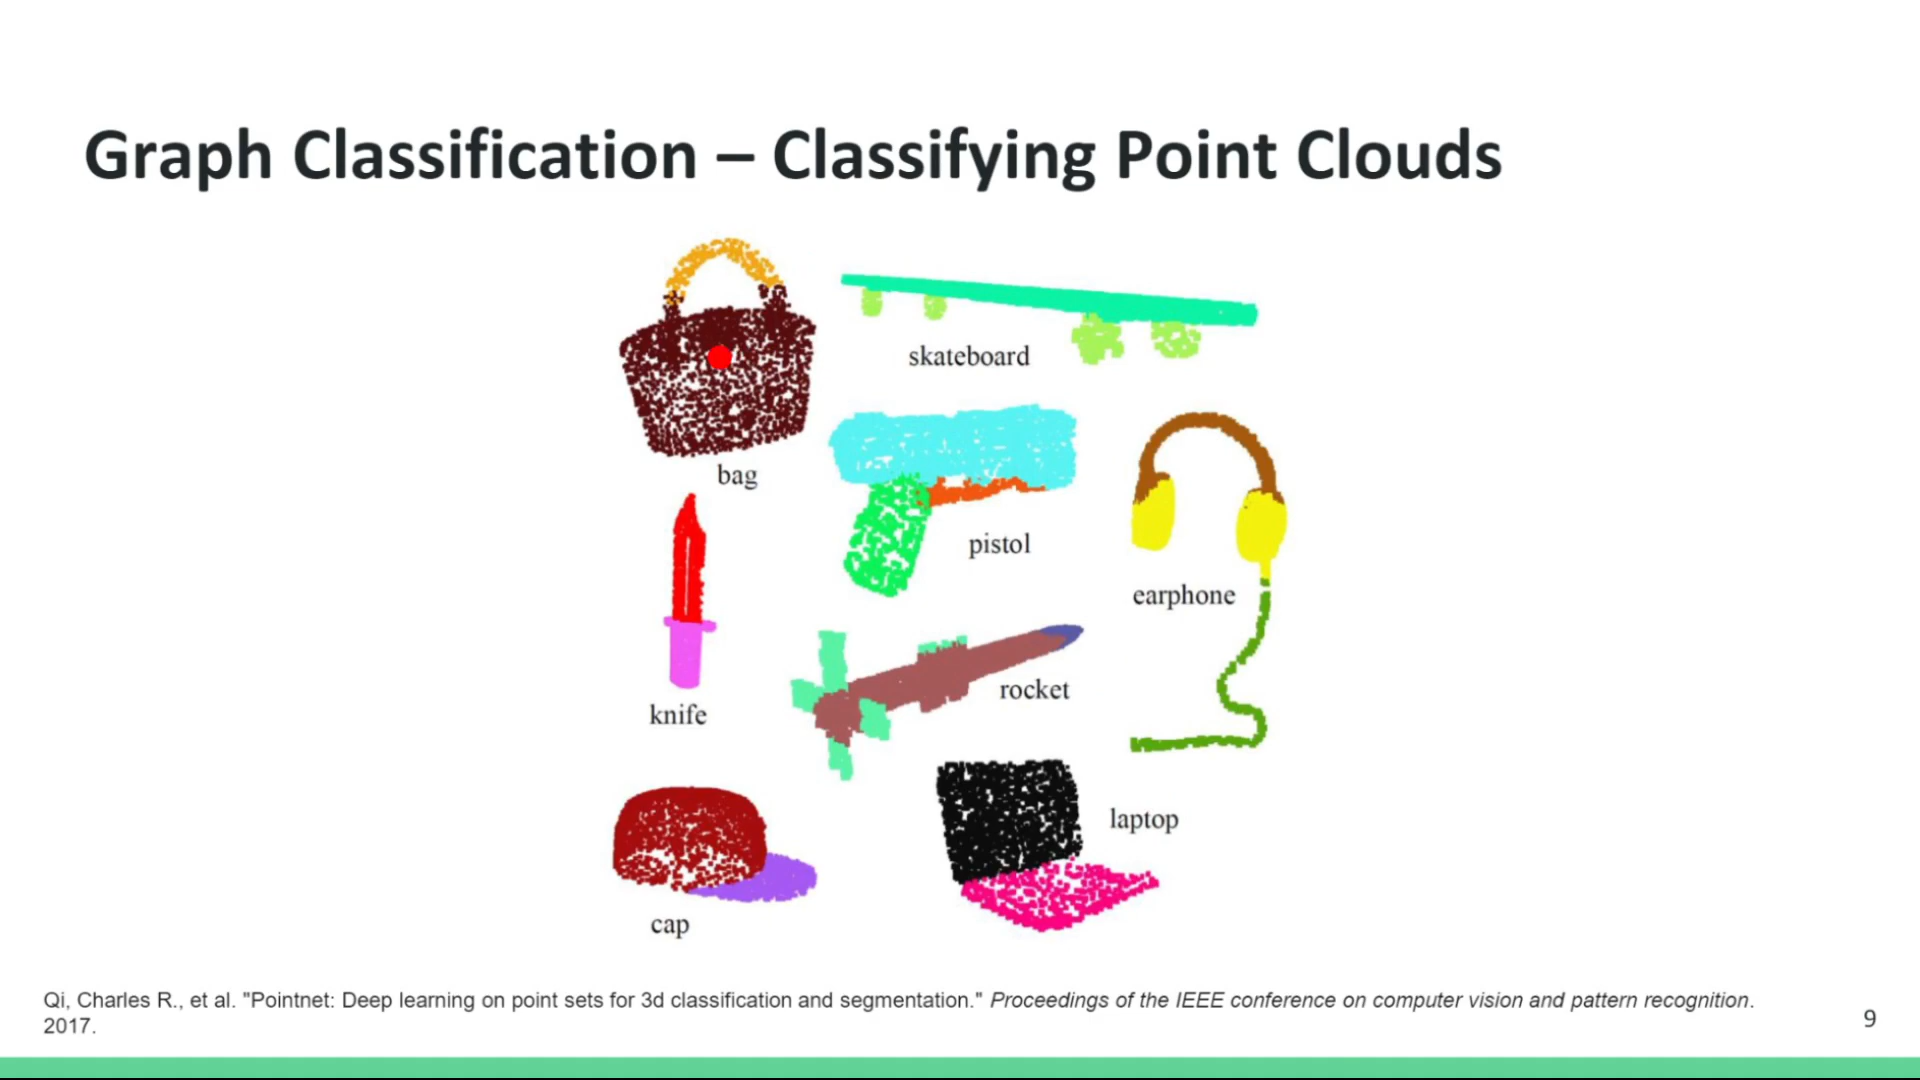 Graph Classification – Classifying Point Clouds
skateboard
bag
pistol
earphone
knife
rocket
laptop
cap
Qi, Charles R., et al. "Pointnet: Deep learning on point sets for 3d classification and segmentation." Proceedings of the IEEE conference on computer vision and pattern recognition.
2017.
9